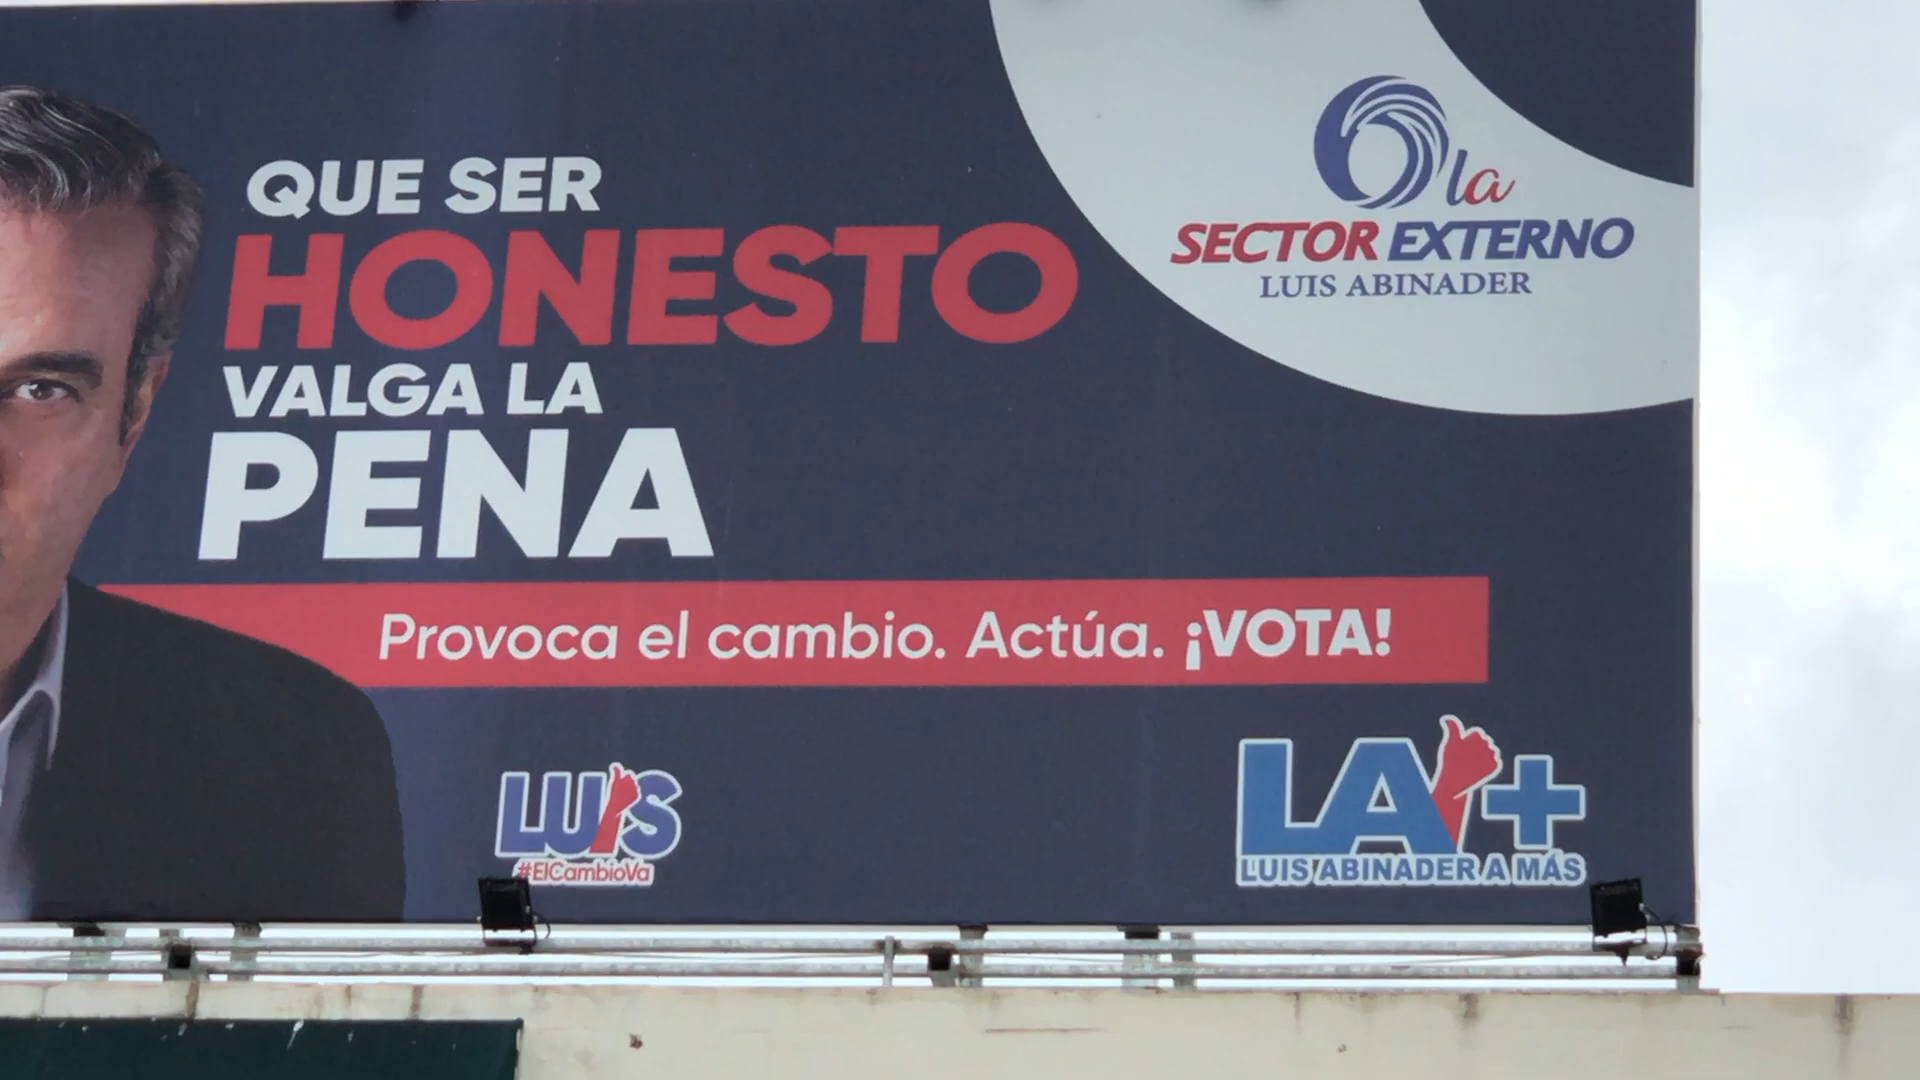 QUE SER
HONESTO
VALGA LA
PENA
Ola
SECTOR EXTERNO
LUIS ABINADER
Provoca el cambio. Actúa. ¡VOTA!
LUIS
#ElCambioVa
LA+
LUIS ABINADER A MÁS